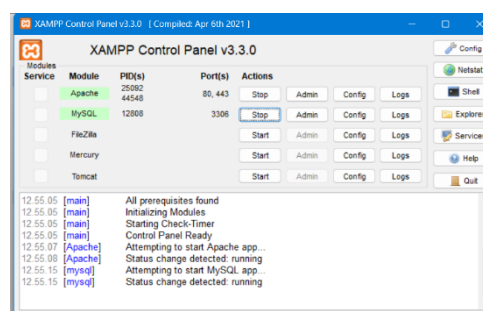 XAMPP Control Panel v3.3.0 [ Compiled: Apr 6th 2021 ]
XAMPP Control Panel v3.3.0 Config
Modules
Service Module PID(s) Port(s) Actions Netstat
Apache 25092 44548 80, 443 Stop Admin Config Logs Shell
MySQL 12808 3306 Stop Admin Config Logs Explorer
FileZilla Start Admin Config Logs Services
Mercury Start Admin Config Logs Help
Tomcat Start Admin Config Logs Quit
12.55.05 [main] All prerequisites found
12.55.05 [main] Initializing Modules
12.55.05 [main] Starting Check-Timer
12.55.05 [main] Control Panel Ready
12.55.07 [Apache] Attempting to start Apache app...
12.55.08 [Apache] Status change detected: running
12.55.15 [mysql] Attempting to start MySQL app...
12.55.15 [mysql] Status change detected: running